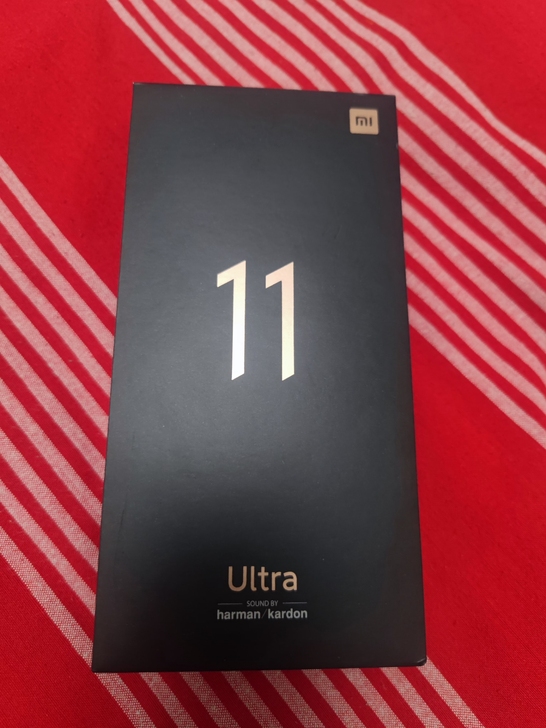 mi
11
Ultra
SOUND BY
harman/kardon